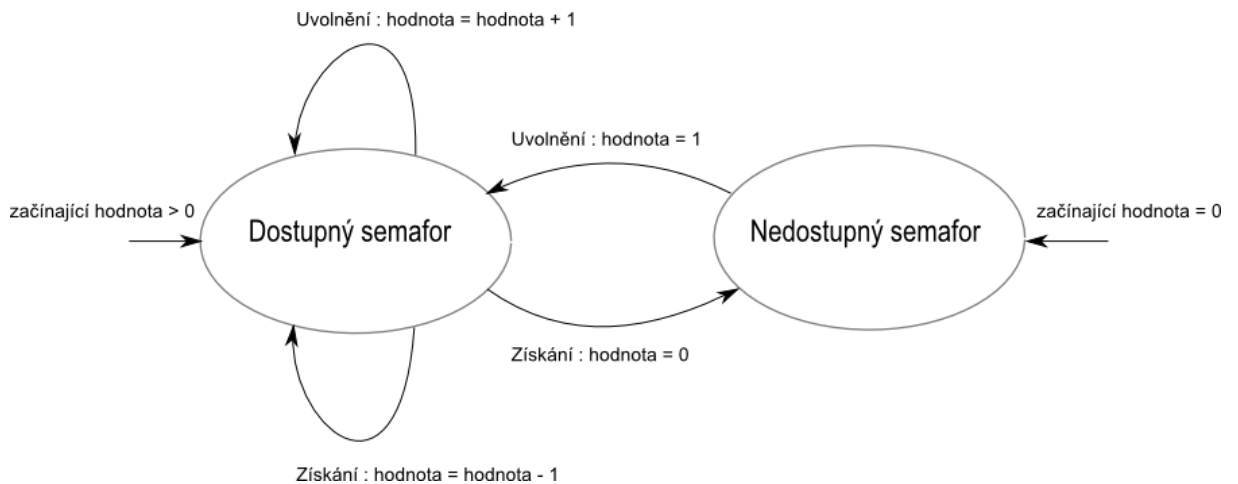 Uvolnění : hodnota = hodnota + 1
Uvolnění : hodnota = 1
začínající hodnota > 0
Dostupný semafor
Nedostupný semafor
začínající hodnota = 0
Získání : hodnota = 0
Získání : hodnota = hodnota - 1